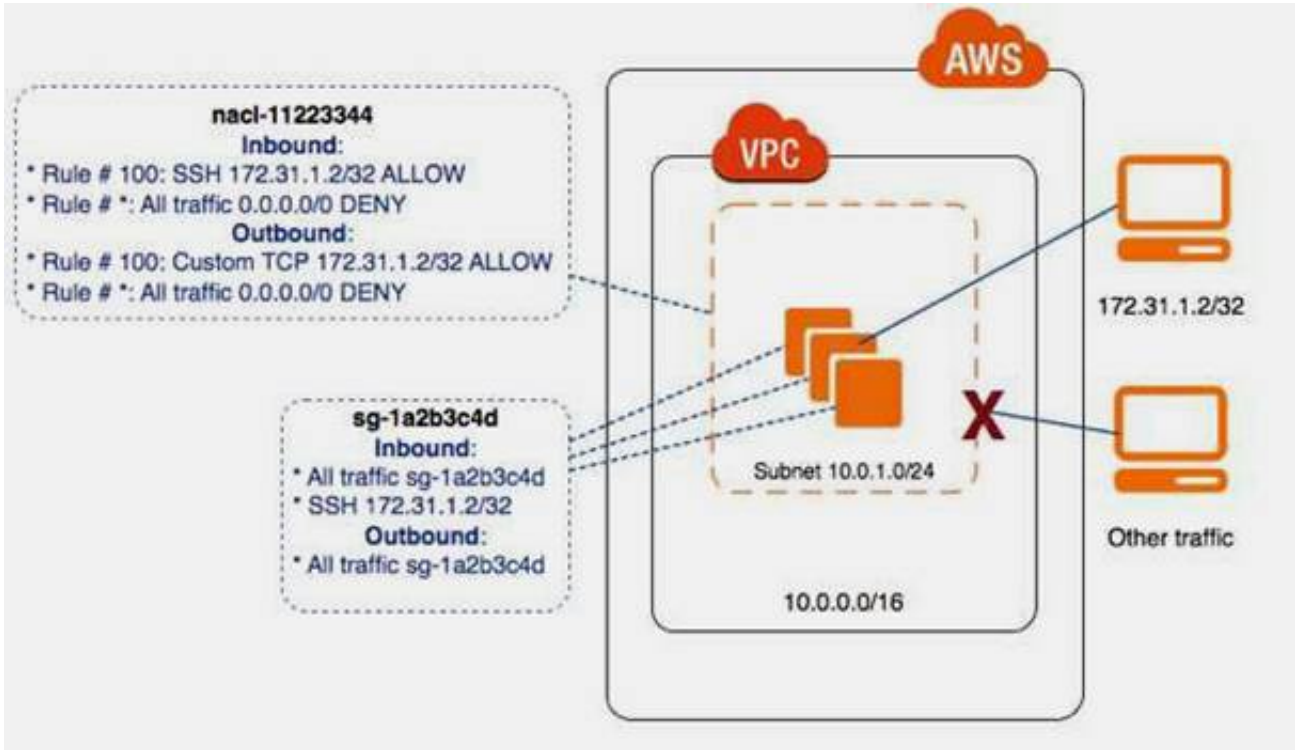 AWS
nacl-11223344
Inbound:
* Rule # 100: SSH 172.31.1.2/32 ALLOW
* Rule # *: All traffic 0.0.0.0/0 DENY
Outbound:
* Rule # 100: Custom TCP 172.31.1.2/32 ALLOW
* Rule # *: All traffic 0.0.0.0/0 DENY
VPC
172.31.1.2/32
sg-1a2b3c4d
Inbound:
* All traffic sg-1a2b3c4d
* SSH 172.31.1.2/32
Outbound:
* All traffic sg-1a2b3c4d
X
Subnet 10.0.1.0/24
Other traffic
10.0.0.0/16